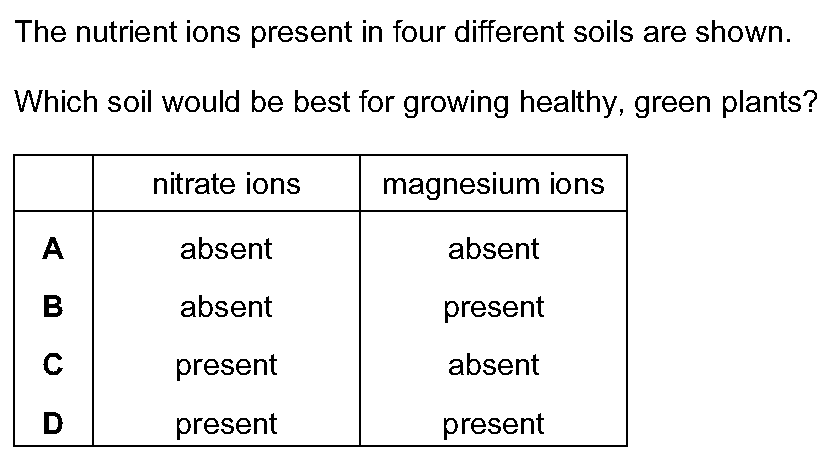 The nutrient ions present in four different soils are shown.
Which soil would be best for growing healthy, green plants?
nitrate ions magnesium ions
A absent absent
B absent present
C present absent
D present present